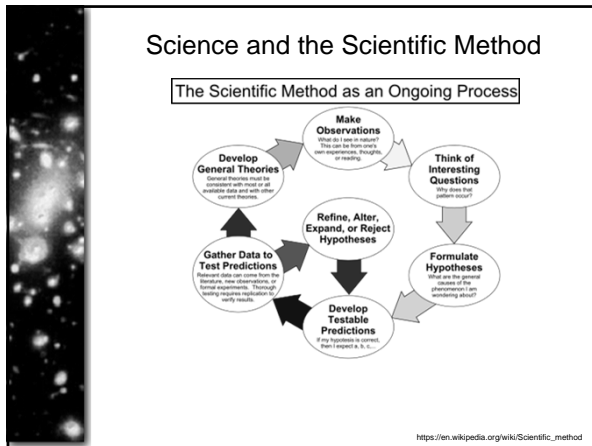 Science and the Scientific Method
The Scientific Method as an Ongoing Process
Make
Observations
What do I see in nature?
This can be from one's
own experiences, thoughts,
or reading.
Think of
Interesting
Questions
Why does that
pattern occur?
Formulate
Hypotheses
What are the general
causes of the
phenomenon I am
wondering about?
Develop
Testable
Predictions
If my hypotesis is correct,
then I expect a, b, c,...
Gather Data to
Test Predictions
Relevant data can come from the
literature, new observations, or
formal experiments. Thorough
testing requires replication to
verify results.
Refine, Alter,
Expand, or Reject
Hypotheses
Develop
General Theories
General theories must be
consistent with most or all
available data and with other
current theories.
https://en.wikipedia.org/wiki/Scientific_method